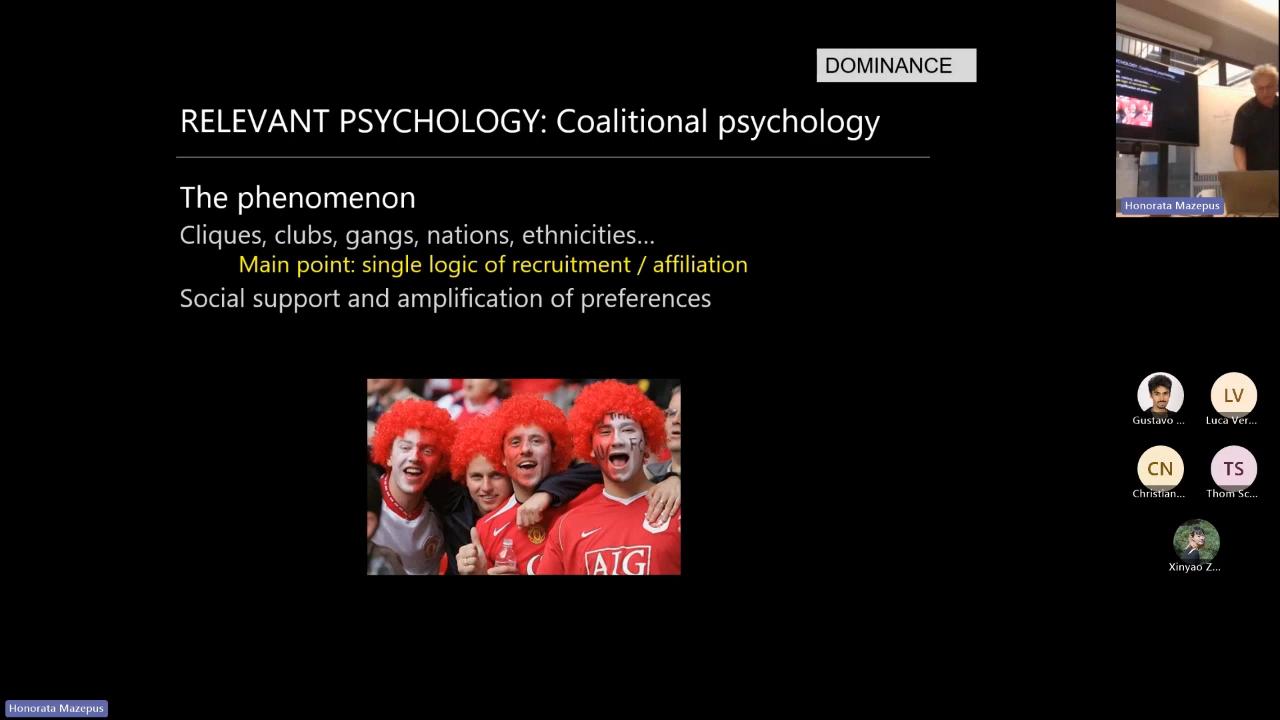 DOMINANCE
RELEVANT PSYCHOLOGY: Coalitional psychology
The phenomenon
Cliques, clubs, gangs, nations, ethnicities...
Main point: single logic of recruitment / affiliation
Social support and amplification of preferences
AIG
Honorata Mazepus
Gustavo ...
Luca Ver...
LV
CN
Christian...
TS
Thom Sc...
Xinyao Z...
Honorata Mazepus